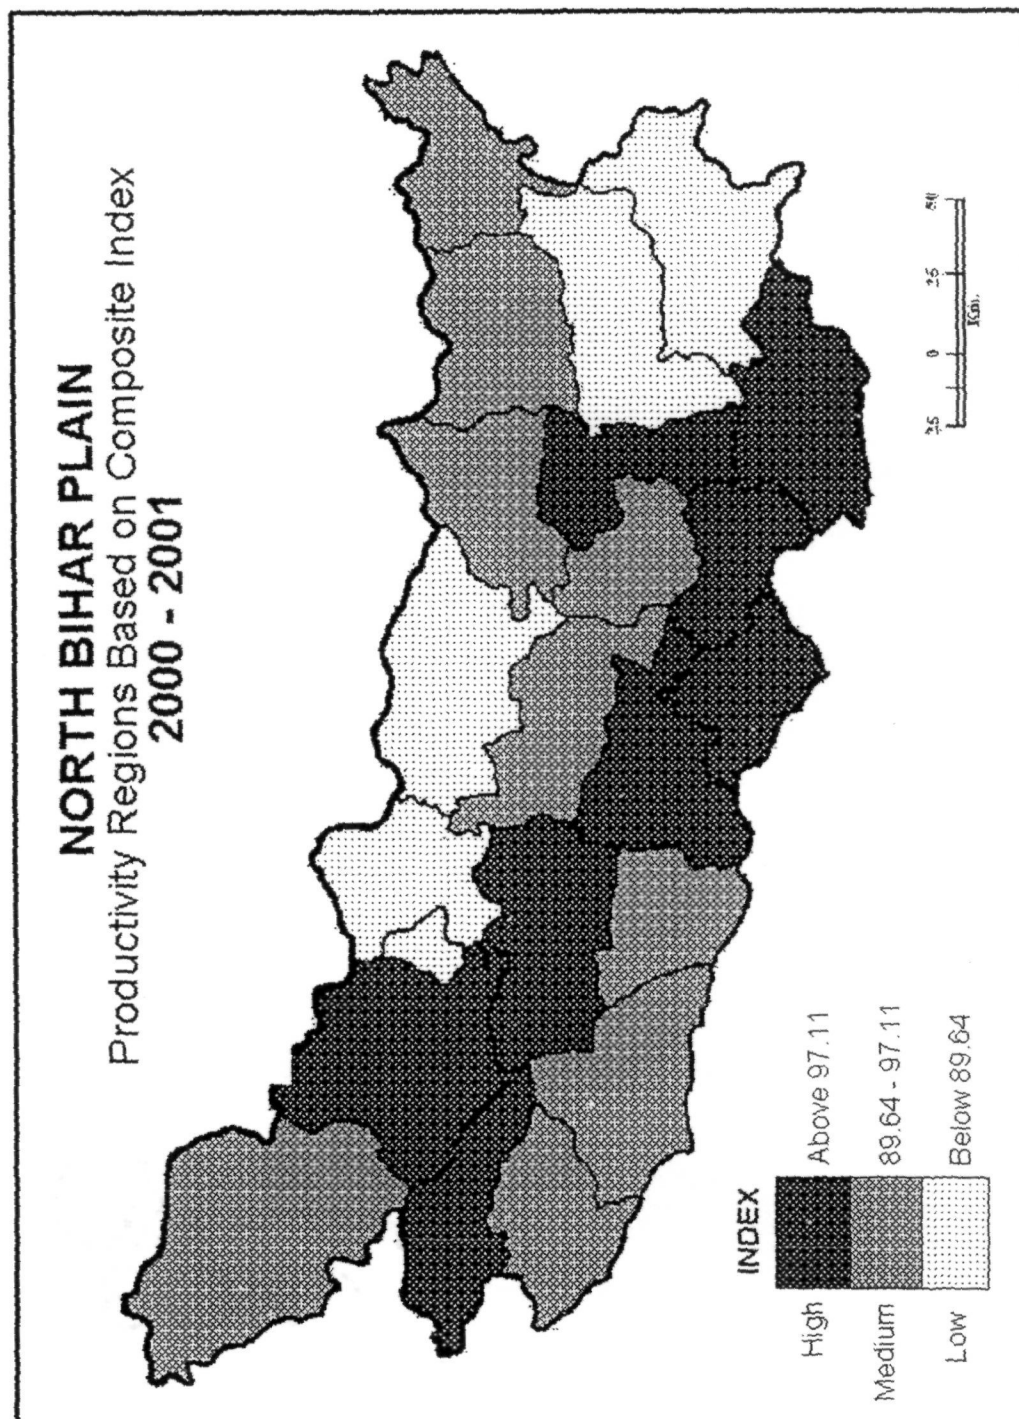 NORTH BIHAR PLAIN
Productivity Regions Based on Composite Index
2000 - 2001
INDEX
High Above 97.11
Medium 89.64 - 97.11
Low Below 89.64
25 0 25 50
Km.